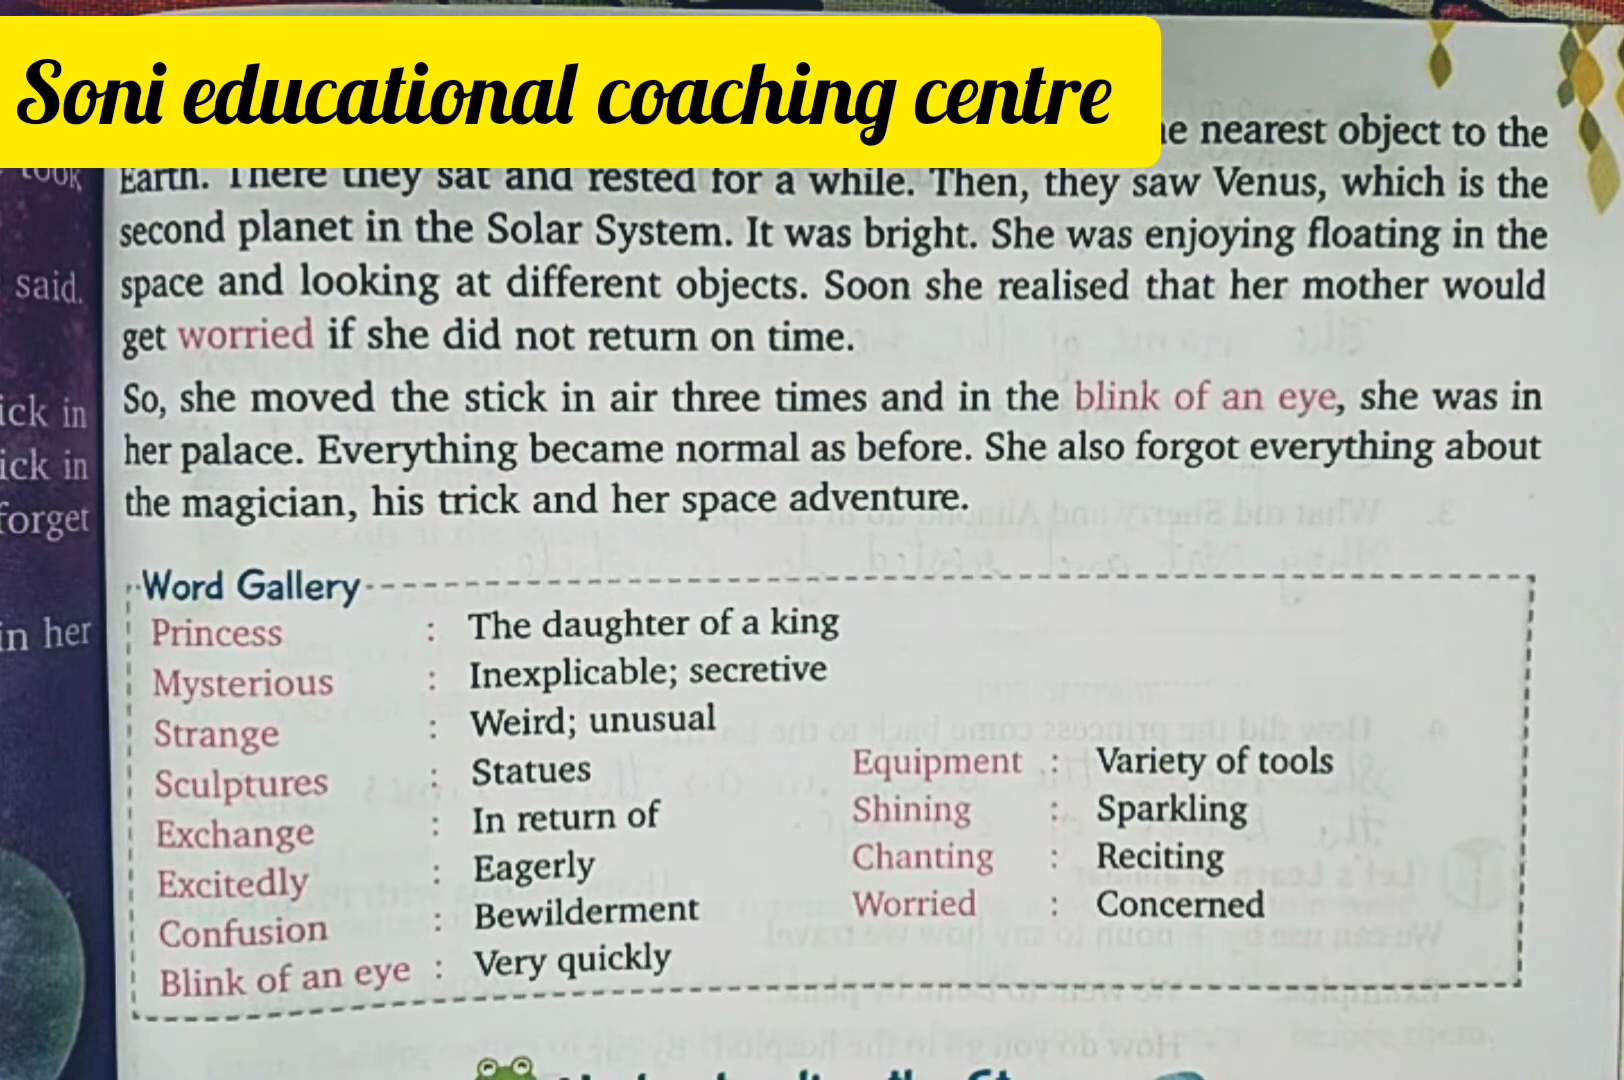 Soni educational coaching centre
nearest object to the
took
Earth. There they sat and rested for a while. Then, they saw Venus, which is the
second planet in the Solar System. It was bright. She was enjoying floating in the
said. space and looking at different objects. Soon she realised that her mother would
get worried if she did not return on time.
ick in So, she moved the stick in air three times and in the blink of an eye, she was in
ick in her palace. Everything became normal as before. She also forgot everything about
forget the magician, his trick and her space adventure.
Word Gallery
in her
Princess : The daughter of a king
Mysterious : Inexplicable; secretive
Strange : Weird; unusual
Sculptures : Statues
Exchange : In return of
Excitedly : Eagerly
Confusion : Bewilderment
Blink of an eye : Very quickly
Equipment : Variety of tools
Shining : Sparkling
Chanting : Reciting
Worried : Concerned